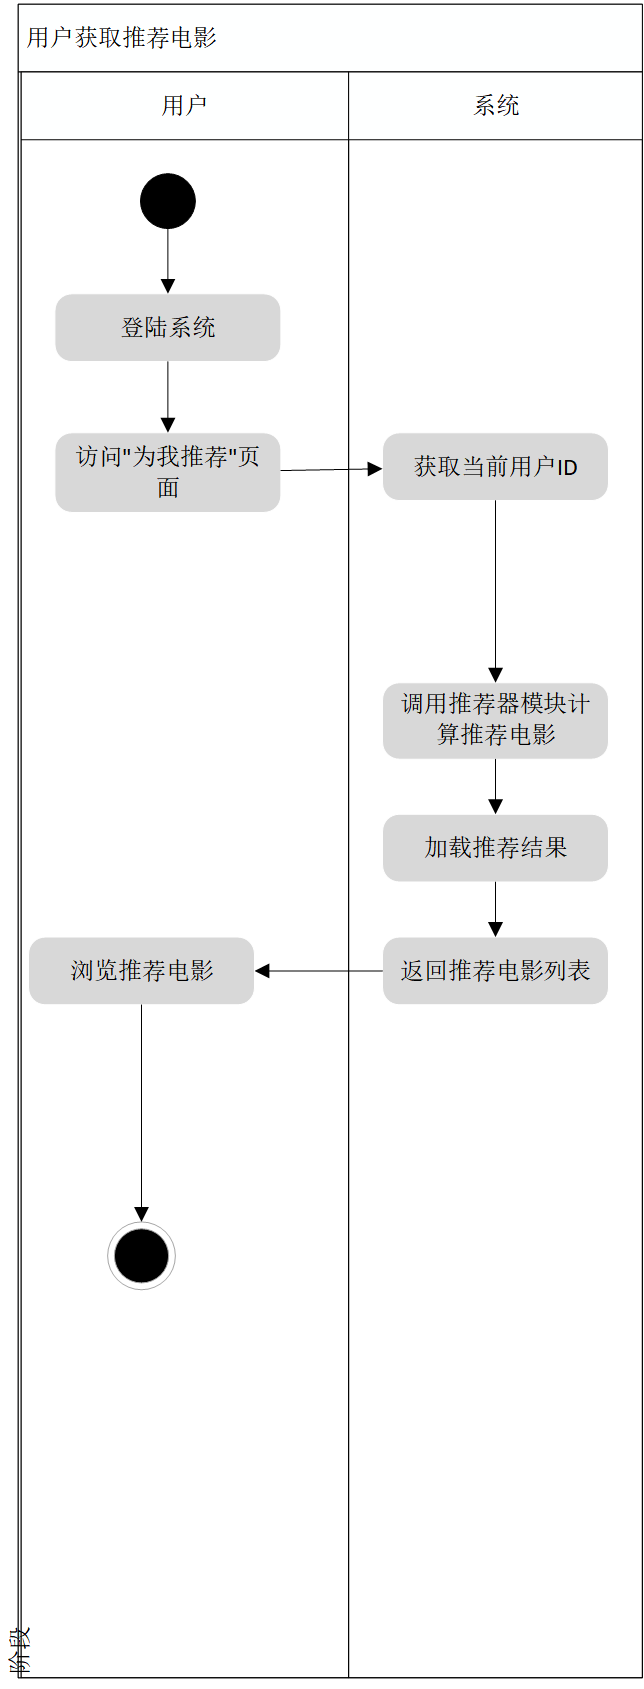 用户获取推荐电影
用户
系统
登陆系统
访问"为我推荐"页
面
获取当前用户ID
调用推荐器模块计
算推荐电影
加载推荐结果
浏览推荐电影
返回推荐电影列表
阶段